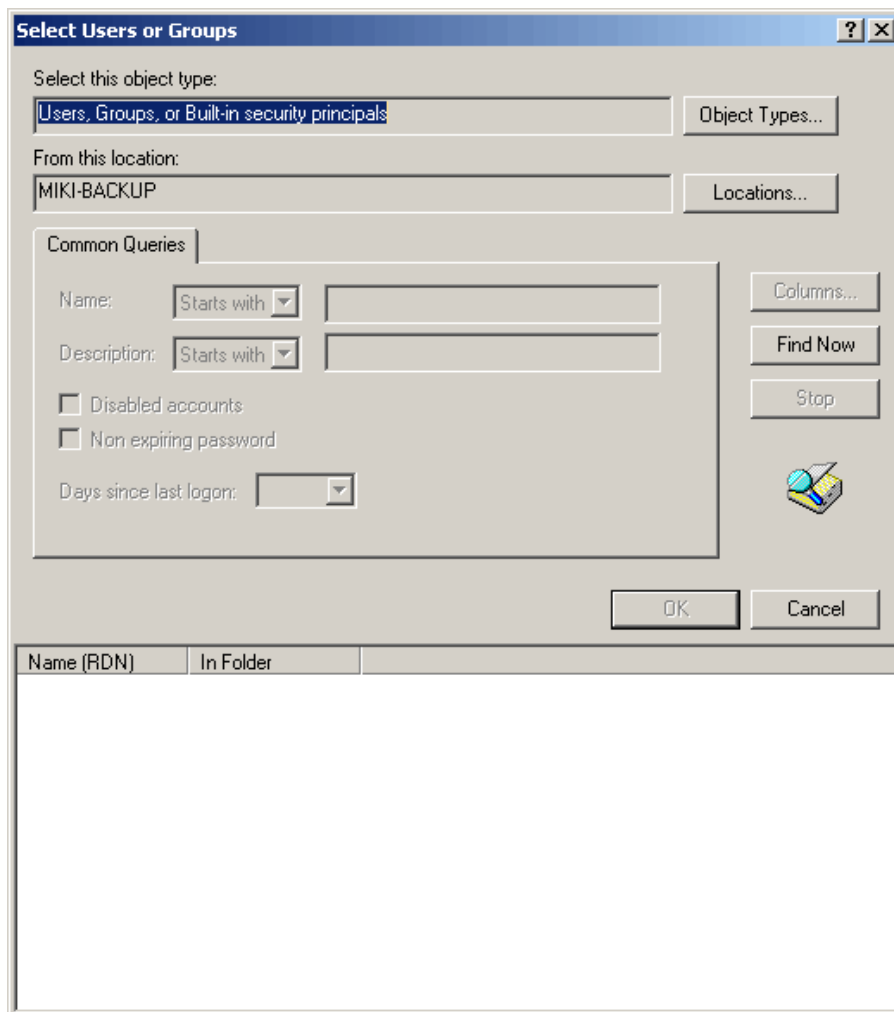 Select Users or Groups
Select this object type:
Users, Groups, or Built-in security principals
Object Types...
From this location:
MIKI-BACKUP
Locations...
Common Queries
Name:
Starts with
Columns...
Description:
Starts with
Find Now
Disabled accounts
Stop
Non expiring password
Days since last logon:
OK
Cancel
Name (RDN)
In Folder